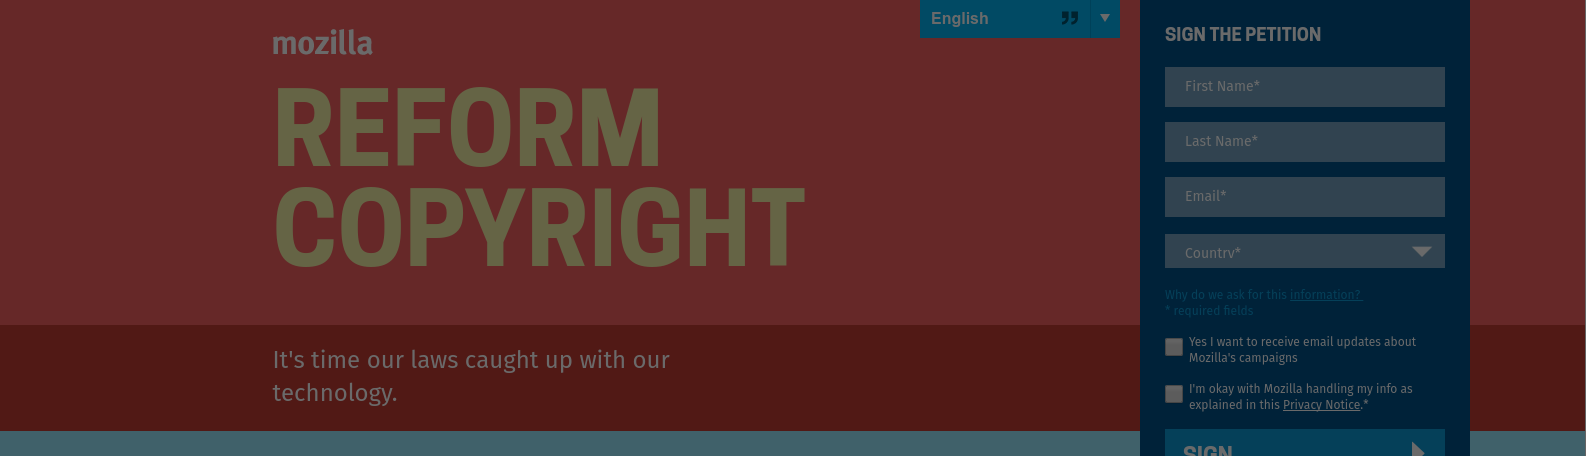 mozilla
English
REFORM
COPYRIGHT
It's time our laws caught up with our
technology.
SIGN THE PETITION
First Name*
Last Name*
Email*
Country*
Why do we ask for this information?
* required fields
Yes I want to receive email updates about
Mozilla's campaigns
I'm okay with Mozilla handling my info as
explained in this Privacy Notice.*
SIGN